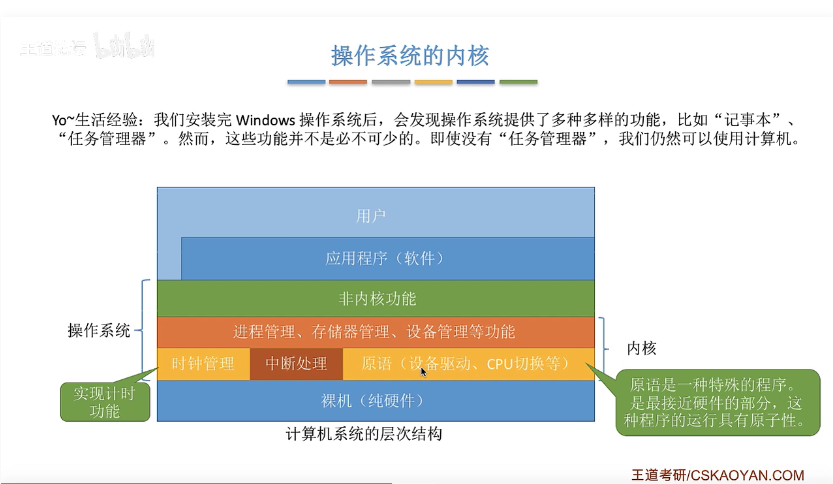 操作系统的内核
Yo~生活经验：我们安装完 Windows 操作系统后，会发现操作系统提供了多种多样的功能，比如“记事本”、
“任务管理器”。然而，这些功能并不是必不可少的。即使没有“任务管理器”，我们仍然可以使用计算机。
用户
应用程序（软件）
非内核功能
操作系统
进程管理、存储器管理、设备管理等功能
内核
时钟管理
中断处理
原语（设备驱动、CPU切换等）
实现计时
功能
裸机（纯硬件）
原语是一种特殊的程序。
是最接近硬件的部分，这
种程序的运行具有原子性。
计算机系统的层次结构
王道考研/CSKAOYAN.COM